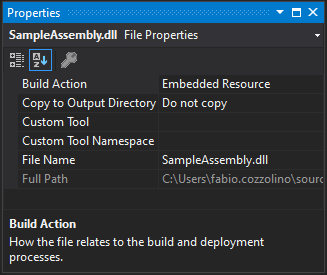 Properties
SampleAssembly.dll File Properties
Build Action Embedded Resource
Copy to Output Directory Do not copy
Custom Tool
Custom Tool Namespace
File Name SampleAssembly.dll
Full Path C:\Users\fabio.cozzolino\sourc
Build Action
How the file relates to the build and deployment
processes.